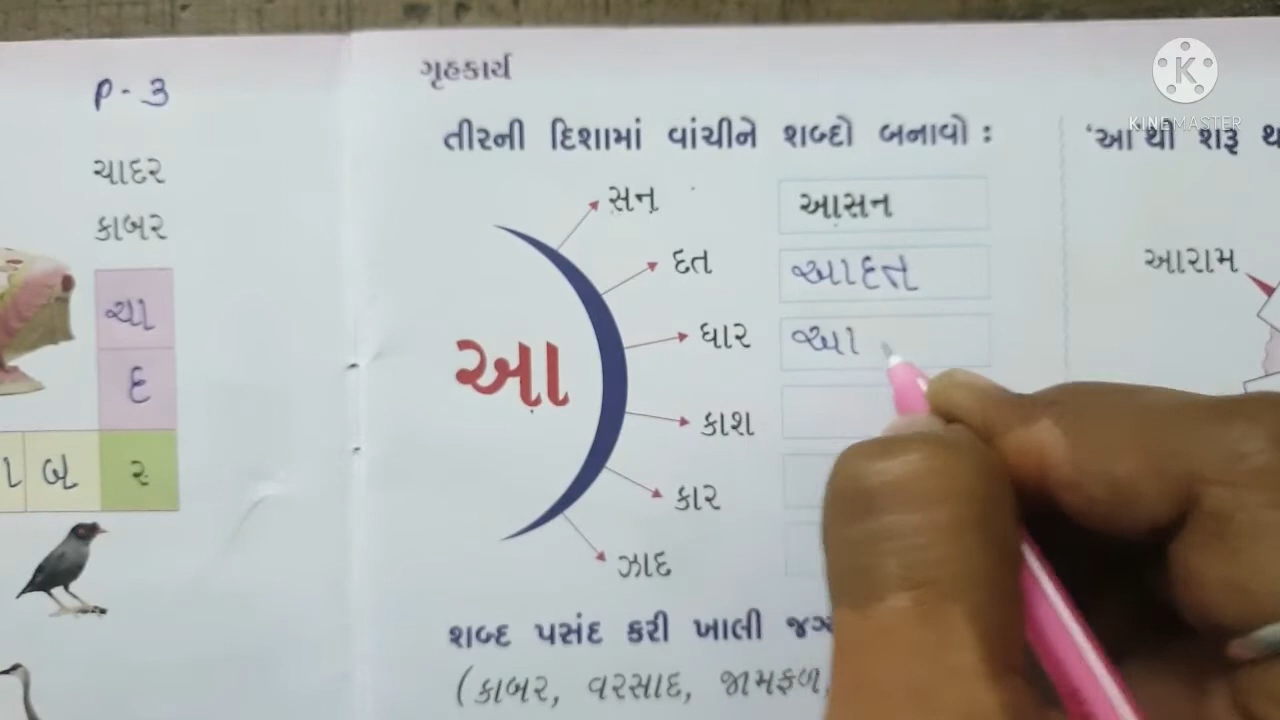 P - 3
ચાદર
કાબર
ચા
દ
ા બ ર
ગૃહકાર્ય
તીરની દિશામાં વાંચીને શબ્દો બનાવો :
આ
સન
દત
ધાર
કાશ
કાર
ઝાદ
આસન
આદત
આ
શબ્દ પસંદ કરી ખાલી
(કાબર, વરસાદ, જામફળ,
'આ'થી શરૂ
આરામ
K
KINEMASTER